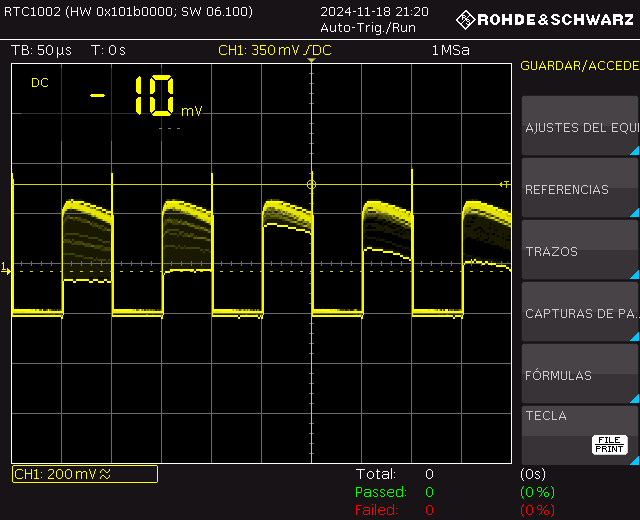 RTC1002 (HW 0x101b0000; SW 06.100)
2024-11-18 21:20
Auto-Trig./Run
ROHDE&SCHWARZ
TB: 50 µs T: 0 s CH1: 350 mV / DC 1MSa
GUARDAR/ACCEDE
DC
- 10 mV
AJUSTES DEL EQUI
REFERENCIAS
TRAZOS
CAPTURAS DE PA..
FÓRMULAS
TECLA
FILE
PRINT
T
1
CH1: 200 mV
Total: 0 (0s)
Passed: 0 (0 %)
Failed: 0 (0 %)